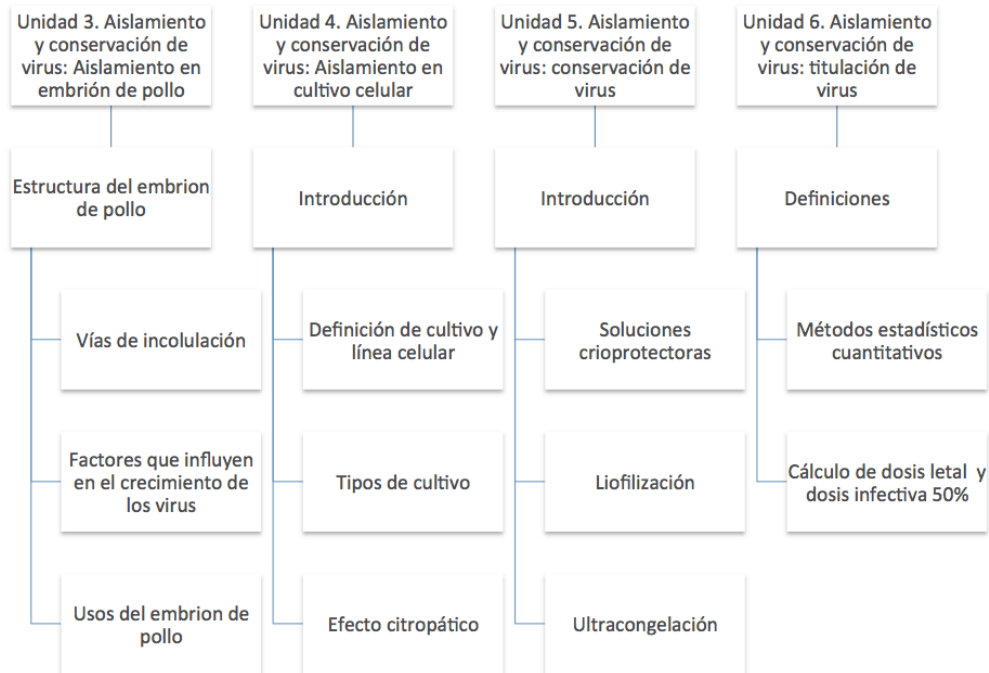 Unidad 3. Aislamiento
y conservación de
virus: Aislamiento en
embrión de pollo
Unidad 4. Aislamiento
y conservación de
virus: Aislamiento en
cultivo celular
Unidad 5. Aislamiento
y conservación de
virus: conservación de
virus
Unidad 6. Aislamiento
y conservación de
virus: titulación de
virus
Estructura del embrion
de pollo
Introducción
Introducción
Definiciones
Vías de incolulación
Definición de cultivo y
línea celular
Soluciones
crioprotectoras
Métodos estadísticos
cuantitativos
Factores que influyen
en el crecimiento de
los virus
Tipos de cultivo
Liofilización
Cálculo de dosis letal y
dosis infectiva 50%
Usos del embrion de
pollo
Efecto citropático
Ultracongelación